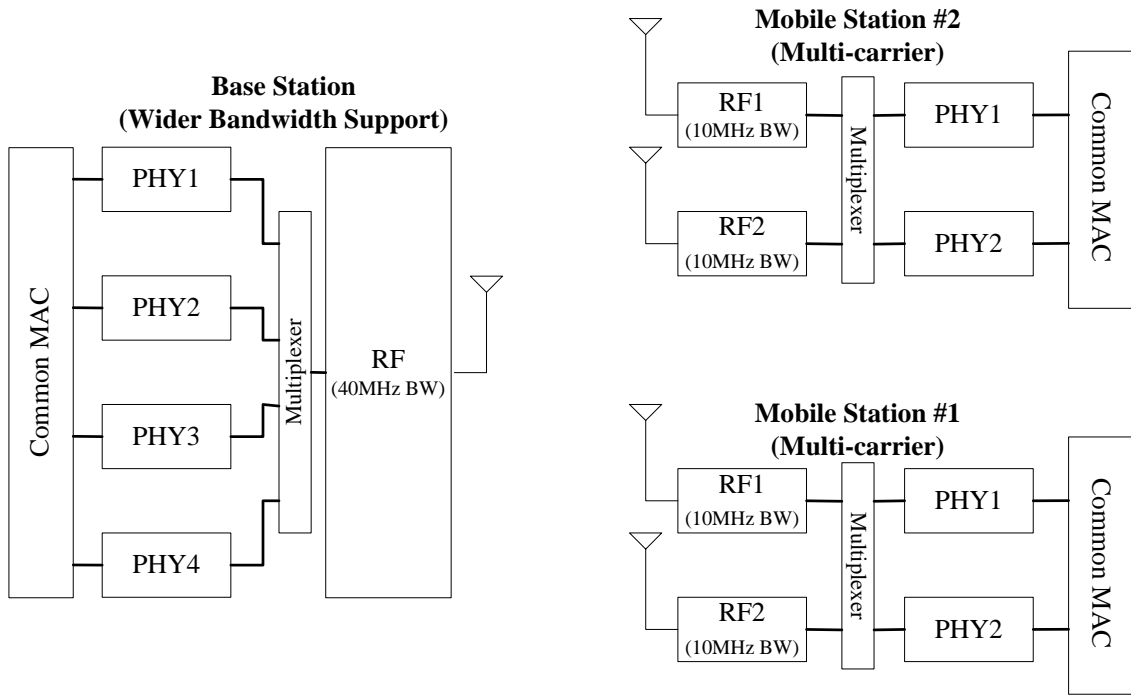 Base Station
(Wider Bandwidth Support)
Common MAC
PHY1
PHY2
PHY3
PHY4
Multiplexer
RF
(40MHz BW)
Mobile Station #2
(Multi-carrier)
RF1
(10MHz BW)
RF2
(10MHz BW)
Multiplexer
PHY1
PHY2
Common MAC
Mobile Station #1
(Multi-carrier)
RF1
(10MHz BW)
RF2
(10MHz BW)
Multiplexer
PHY1
PHY2
Common MAC